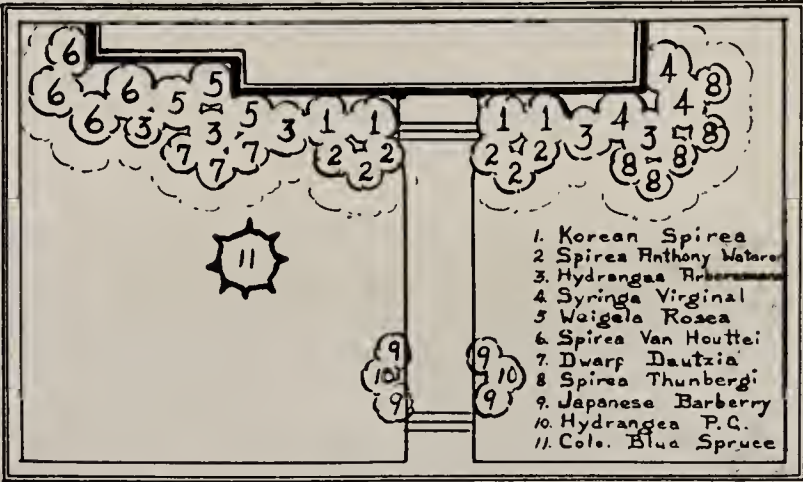 6 6 6 6 3 5 5 5 3 3 7 7 7 1 1 2 2 2
1 1 2 2 2 3 4 4 4 3 8 8 8 8 8
11
9 10 9
9 10 9
1. Korean Spirea
2 Spirea Anthony
3. Hydrangea
4. Syringa Virginal
5 Weigela Rosea
6. Spirea Van Houttei
7. Dwarf Deutzia
8 Spirea Thunbergi
9. Japanese Barberry
10. Hydrangea P.G.
11. Colo. Blue Spruce